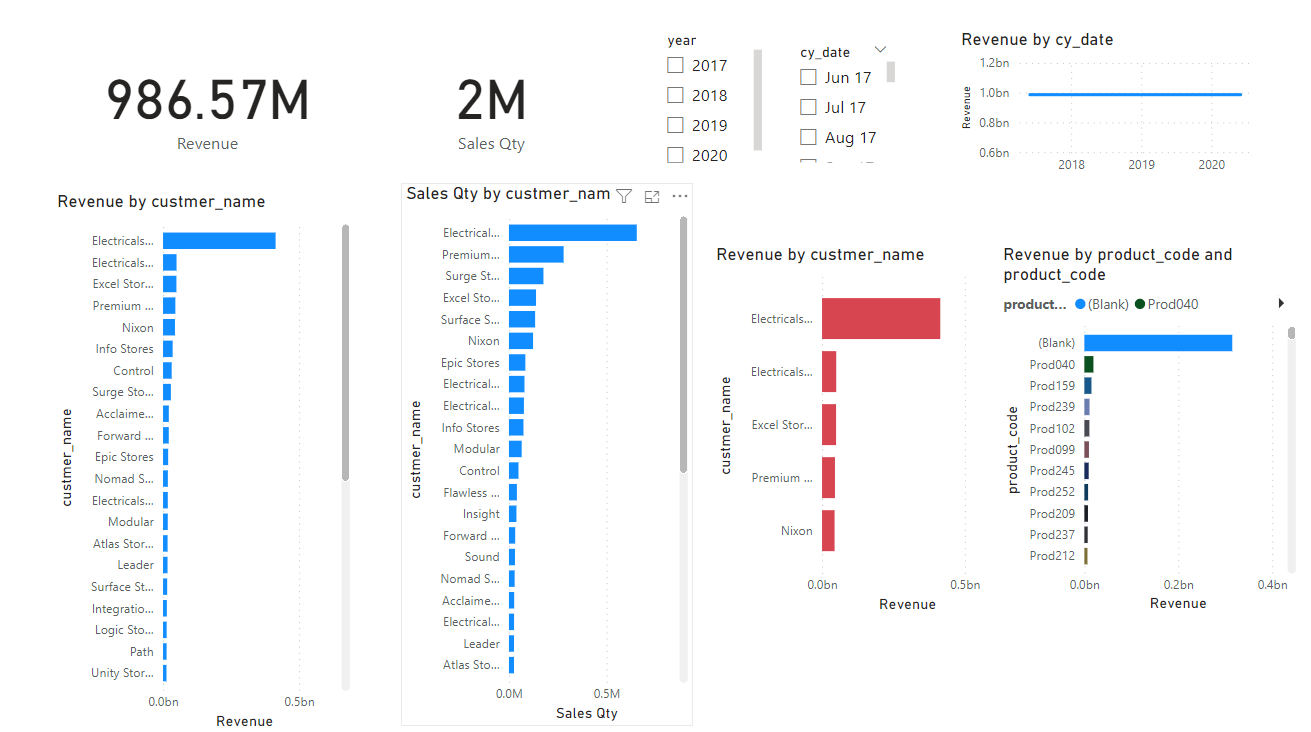 986.57M
Revenue
2M
Sales Qty
year
2017
2018
2019
2020
cy_date
Jun 17
Jul 17
Aug 17
Revenue by cy_date
1.2bn
1.0bn
0.8bn
0.6bn
Revenue
2018
2019
2020
Revenue by custmer_name
Electricals...
Electricals...
Excel Stor...
Premium ...
Nixon
Info Stores
Control
Surge Sto...
Acclaime...
Forward ...
Epic Stores
Nomad S...
Electricals...
Modular
Atlas Stor...
Leader
Surface St...
Integratio...
Logic Sto...
Path
Unity Stor...
custmer_name
0.0bn
0.5bn
Revenue
Sales Qty by custmer_nam
Electrical...
Premium...
Surge St...
Excel Sto...
Surface S...
Nixon
Epic Stores
Electrical...
Electrical...
Info Stores
Modular
Control
Flawless ...
Insight
Forward ...
Sound
Nomad S...
Acclaime...
Electrical...
Leader
Atlas Sto...
custmer_name
0.0M
0.5M
Sales Qty
Revenue by custmer_name
Electricals...
Electricals...
Excel Stor...
Premium ...
Nixon
custmer_name
0.0bn
0.5bn
Revenue
Revenue by product_code and
product_code
product... (Blank) Prod040
(Blank)
Prod040
Prod159
Prod239
Prod102
Prod099
Prod245
Prod252
Prod209
Prod237
Prod212
product_code
0.0bn
0.2bn
0.4bn
Revenue